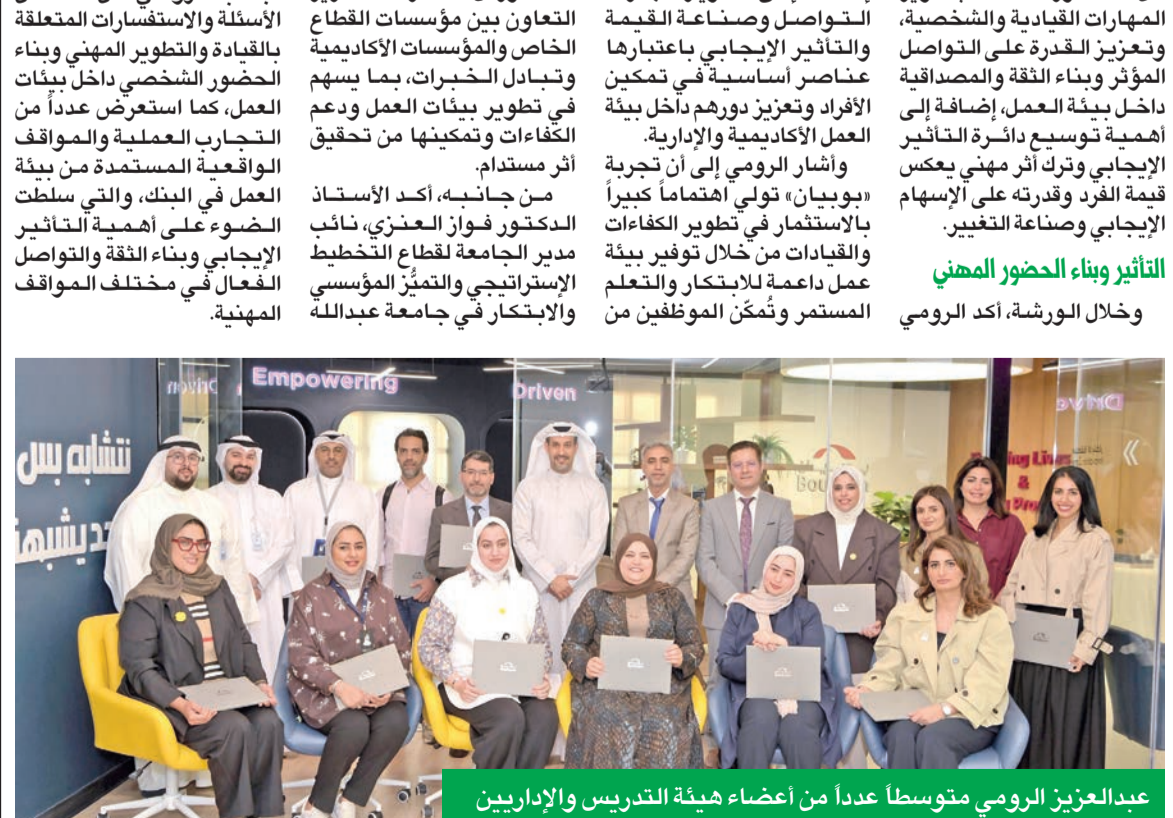 المهارات القيادية والشخصية،
وتعزيز القدرة على التواصل
المؤثر وبناء الثقة والمصداقية
داخل بيئة العمل، إضافة إلى
أهمية توسيع دائرة التأثير
الإيجابي وترك أثر مهني يعكس
قيمة الفرد وقدرته على الإسهام
الإيجابي وصناعة التغيير.
التأثير وبناء الحضور المهني
وخلال الورشة، أكد الرومي
التواصل وصناعة القيمة
والتأثير الإيجابي باعتبارها
عناصر أساسية في تمكين
الأفراد وتعزيز دورهم داخل بيئة
العمل الأكاديمية والإدارية.
وأشار الرومي إلى أن تجربة
«بوبيان» تولي اهتماماً كبيراً
بالاستثمار في تطوير الكفاءات
والقيادات من خلال توفير بيئة
عمل داعمة للابتكار والتعلم
المستمر وتُمكّن الموظفين من
التعاون بين مؤسسات القطاع
الخاص والمؤسسات الأكاديمية
وتبادل الخبرات، بما يسهم
في تطوير بيئات العمل ودعم
الكفاءات وتمكينها من تحقيق
أثر مستدام.
من جانبه، أكد الأستاذ
الدكتور فواز العنزي، نائب
مدير الجامعة لقطاع التخطيط
الإستراتيجي والتميُّز المؤسسي
والابتكار في جامعة عبدالله
الأسئلة والاستفسارات المتعلقة
بالقيادة والتطوير المهني وبناء
الحضور الشخصي داخل بيئات
العمل، كما استعرض عدداً من
التجارب العملية والمواقف
الواقعية المستمدة من بيئة
العمل في البنك، والتي سلطت
الضوء على أهمية التأثير
الإيجابي وبناء الثقة والتواصل
الفعال في مختلف المواقف
المهنية.
Empowering
Driven
نتشابه بس
&
عبدالعزيز الرومي متوسطاً عدداً من أعضاء هيئة التدريس والإداريين